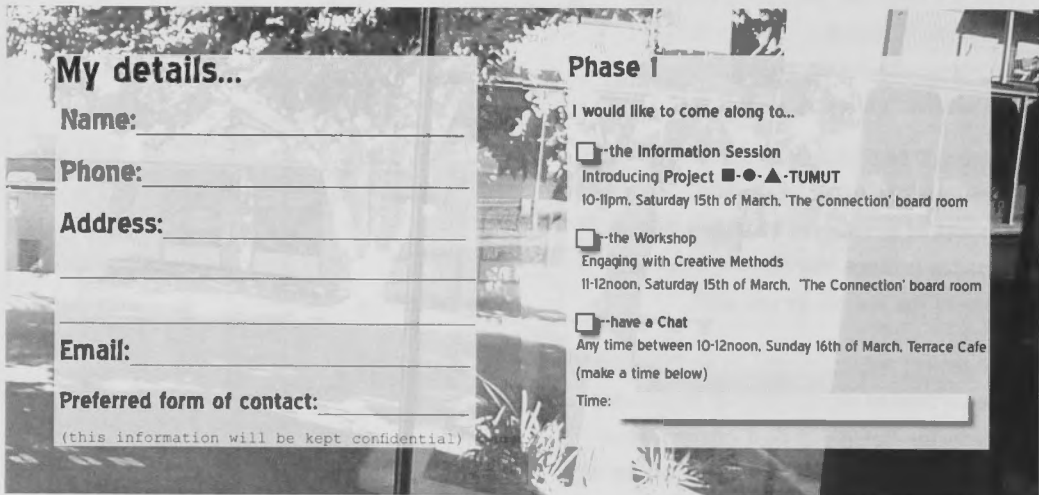 My details...
Name:
Phone:
Address:
Email:
Preferred form of contact:
(this information will be kept confidential)
Phase 1
I would like to come along to...
-the Information Session
Introducing Project ■-●-▲-TUMUT
10-11pm, Saturday 15th of March, 'The Connection' board room
-the Workshop
Engaging with Creative Methods
11-12noon, Saturday 15th of March, 'The Connection' board room
-have a Chat
Any time between 10-12noon, Sunday 16th of March, Terrace Cafe
(make a time below)
Time: